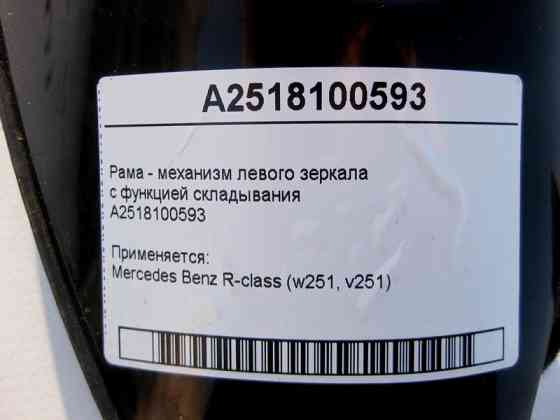 A2518100593
Рама - механизм левого зеркала
с функцией складывания
A2518100593
Применяется:
Mercedes Benz R-class (w251, v251)